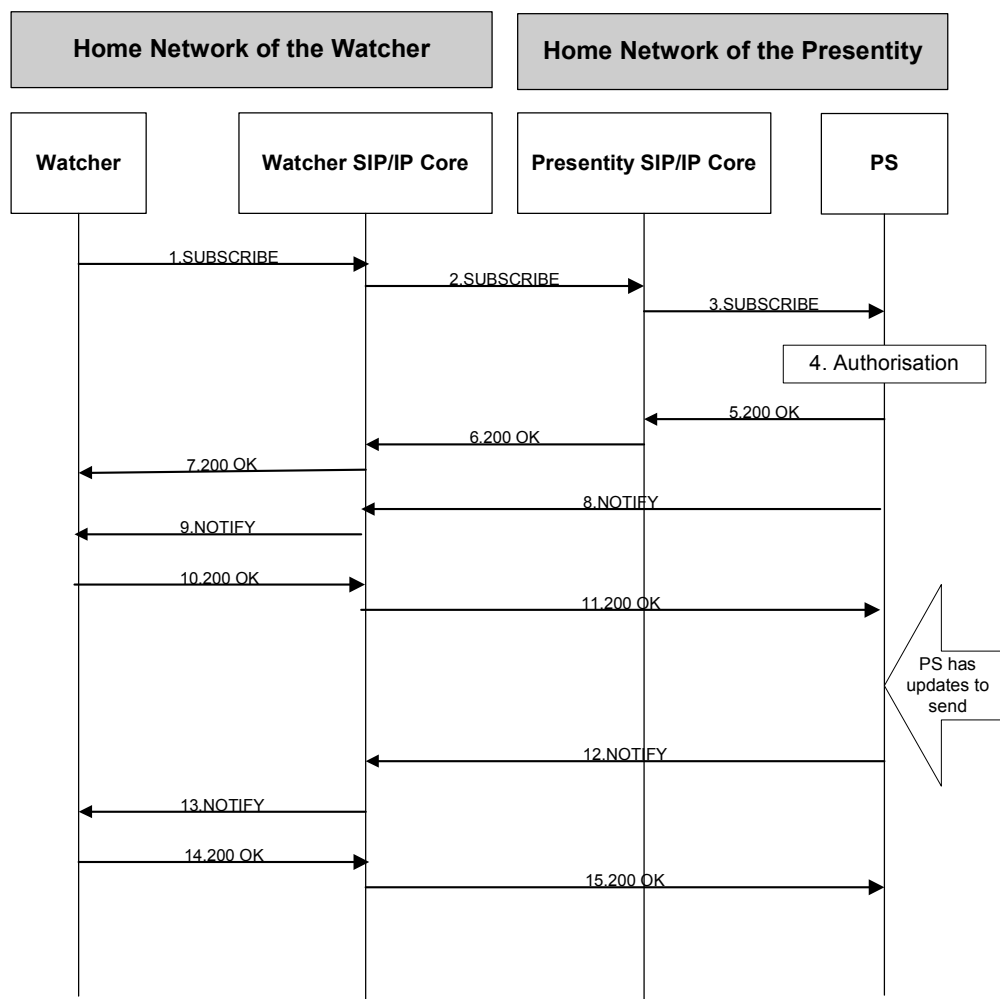 Home Network of the Watcher
Home Network of the Presentity
Watcher
Watcher SIP/IP Core
Presentity SIP/IP Core
PS
1.SUBSCRIBE
2.SUBSCRIBE
3.SUBSCRIBE
4. Authorisation
5.200 OK
6.200 OK
7.200 OK
8.NOTIFY
9.NOTIFY
10.200 OK
11.200 OK
PS has
updates to
send
12.NOTIFY
13.NOTIFY
14.200 OK
15.200 OK